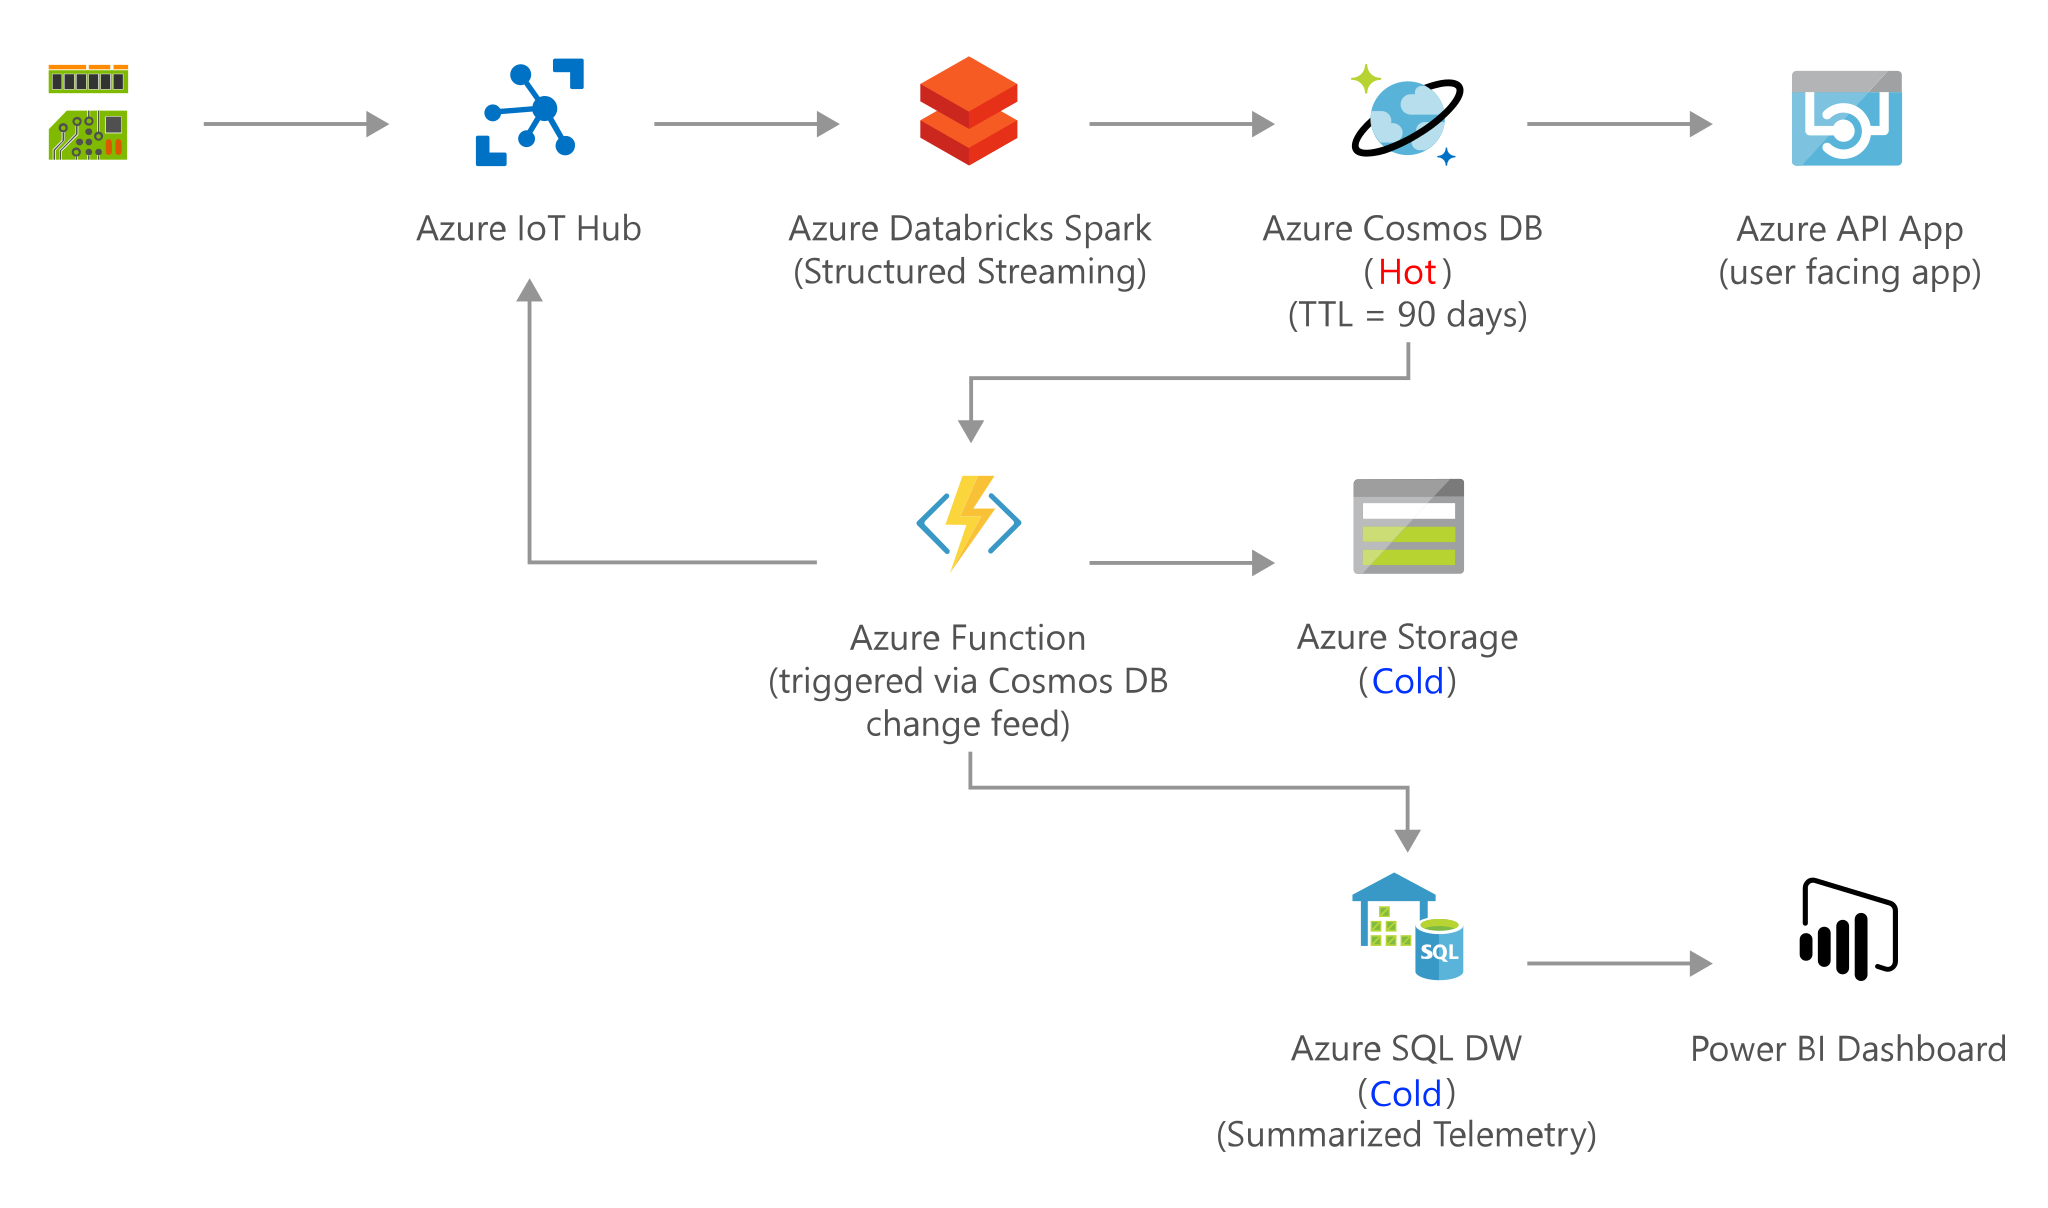 Azure IoT Hub
Azure Databricks Spark
(Structured Streaming)
Azure Cosmos DB
(Hot)
(TTL = 90 days)
Azure API App
(user facing app)
Azure Function
(triggered via Cosmos DB
change feed)
Azure Storage
(Cold)
SQL
Azure SQL DW
(Cold)
(Summarized Telemetry)
Power BI Dashboard